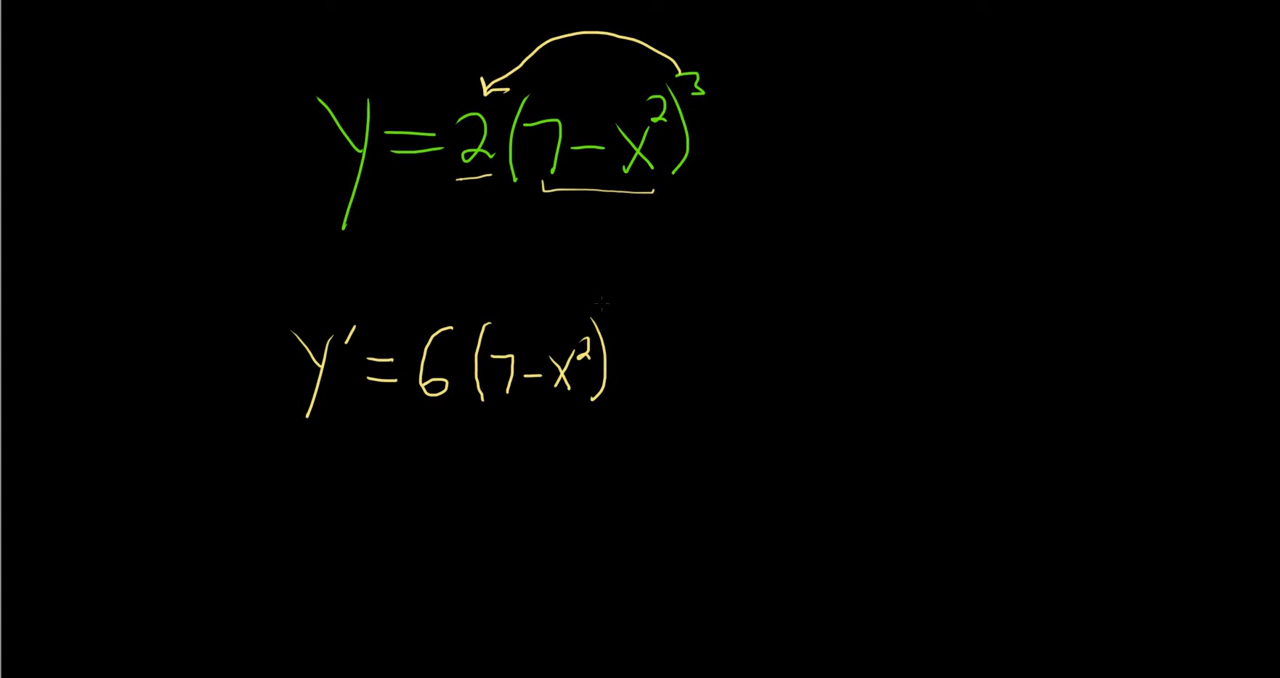 y = 2(7-x²)³
y' = 6(7-x²)